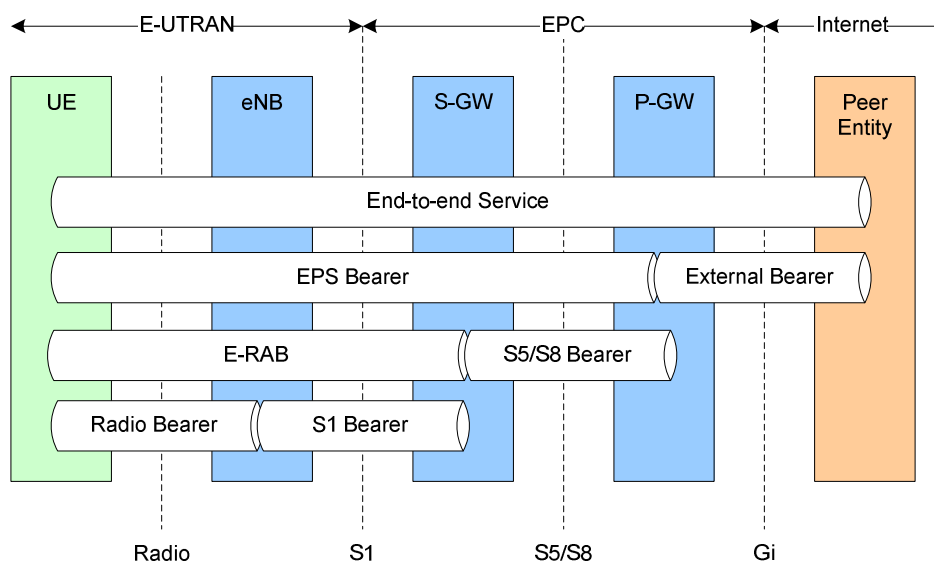 E-UTRAN
EPC
Internet
UE
eNB
S-GW
P-GW
Peer
Entity
End-to-end Service
EPS Bearer
External Bearer
E-RAB
S5/S8 Bearer
Radio Bearer
S1 Bearer
Radio
S1
S5/S8
Gi